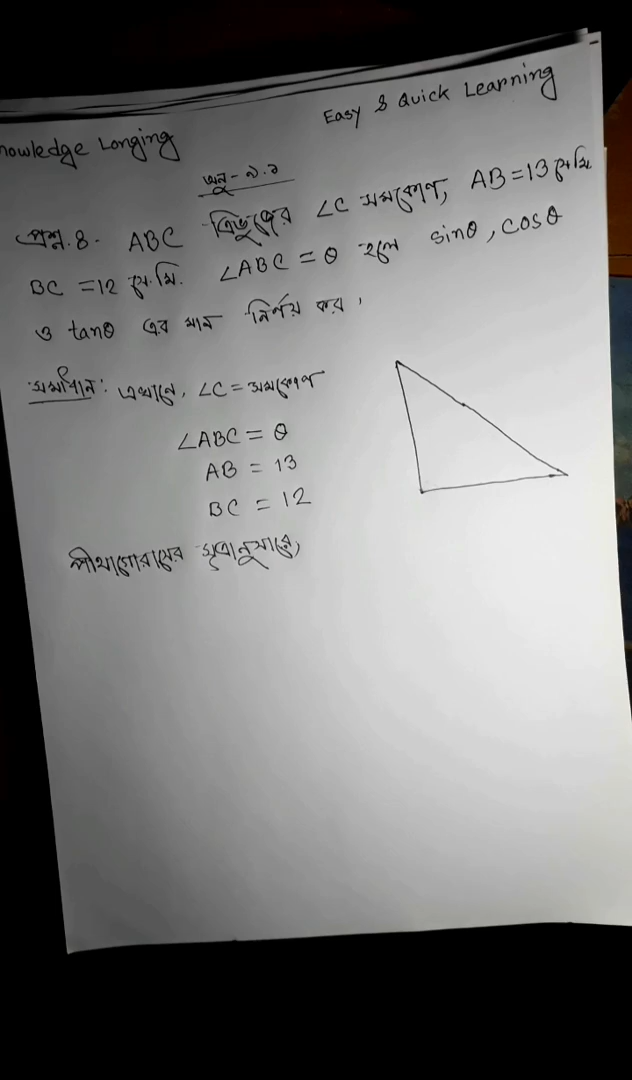 nowledge Longing
Easy & Quick Learning
অনু - ৯.১
প্রশ্ন.৪. ABC ত্রিভুজের ∠C সমকোণ, AB=13 সে.মি.
BC =12 সে.মি. ∠ABC = θ হলে sinθ, cosθ
ও tanθ এর মান নির্ণয় কর।
সমাধান: এখানে, ∠C = সমকোণ
∠ABC = θ
AB = 13
BC = 12
পীথাগোরাসের সূত্রানুসারে,